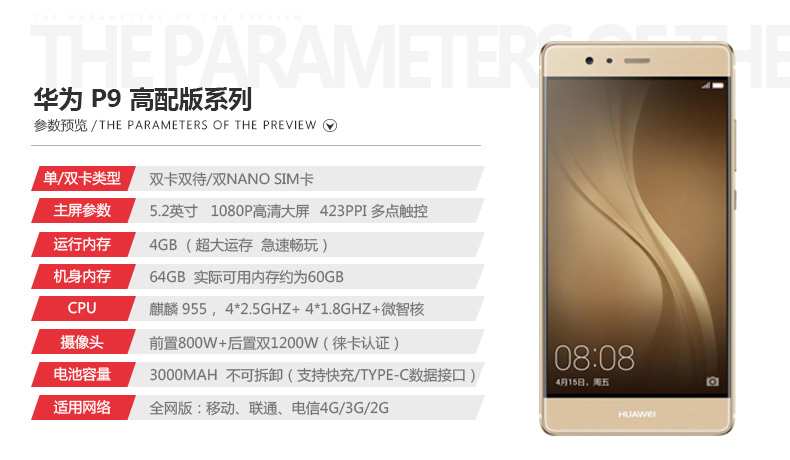 THE PARAMETERS OF THE PREVIEW
THE PARAMETERS OF THE
华为 P9 高配版系列
参数预览 /THE PARAMETERS OF THE PREVIEW
单/双卡类型 双卡双待/双NANO SIM卡
主屏参数 5.2英寸 1080P高清大屏 423PPI 多点触控
运行内存 4GB （ 超大运存 急速畅玩 ）
机身内存 64GB 实际可用内存约为60GB
CPU 麒麟 955 ，4*2.5GHZ+ 4*1.8GHZ+微智核
摄像头 前置800W+后置双1200W（ 徕卡认证 ）
电池容量 3000MAH 不可拆卸（ 支持快充/TYPE-C数据接口 ）
适用网络 全网版：移动、联通、电信4G/3G/2G
08:08
4月15日，周五
HUAWEI